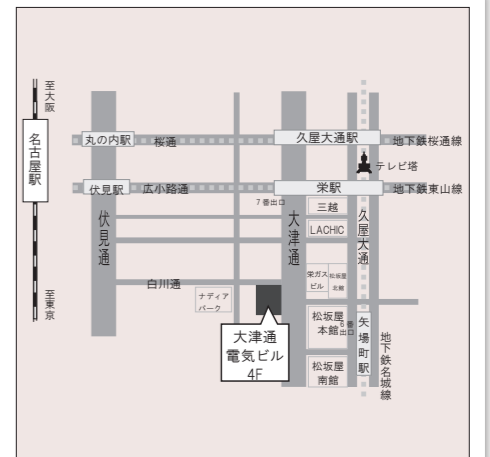 至大阪
名古屋駅
至東京
丸の内駅
桜通
久屋大通駅
地下鉄桜通線
テレビ塔
伏見駅
広小路通
栄駅
地下鉄東山線
7番出口
三越
LACHIC
伏見通
大津通
久屋大通
白川通
ナディア
パーク
栄ガス
ビル
松坂屋
北館
松坂屋
本館
6番
出口
矢場町駅
地下鉄名城線
大津通
電気ビル
4F
松坂屋
南館